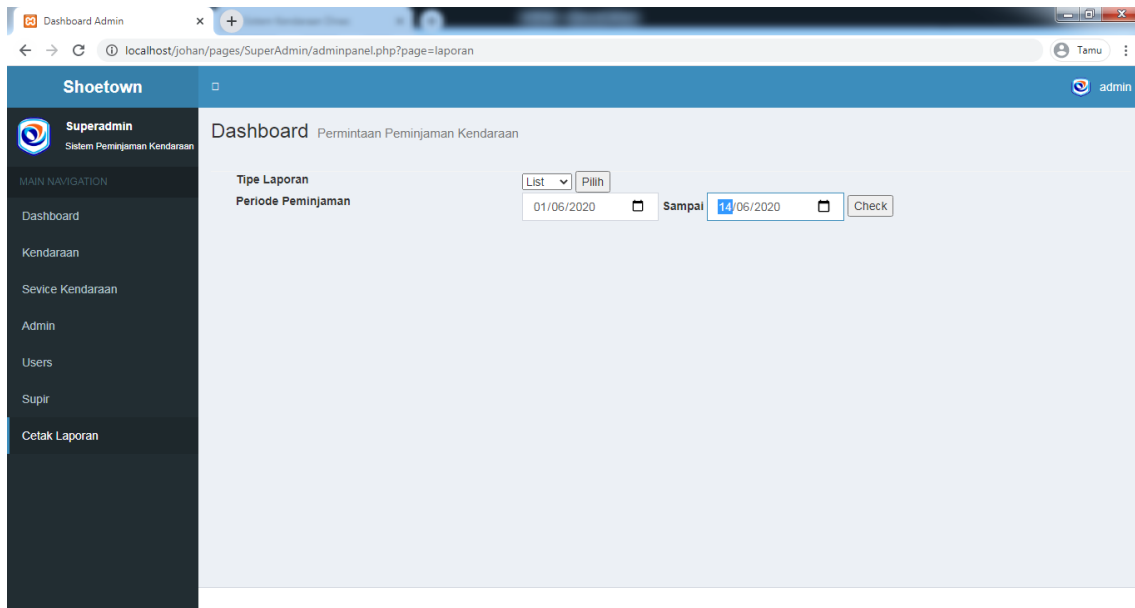 Dashboard Admin
localhost/johan/pages/SuperAdmin/adminpanel.php?page=laporan
Tamu
Shoetown
admin
Superadmin
Sistem Peminjaman Kendaraan
Dashboard Permintaan Peminjaman Kendaraan
MAIN NAVIGATION
Dashboard
Kendaraan
Sevice Kendaraan
Admin
Users
Supir
Cetak Laporan
Tipe Laporan List Pilih
Periode Peminjaman 01/06/2020 Sampai 14/06/2020 Check